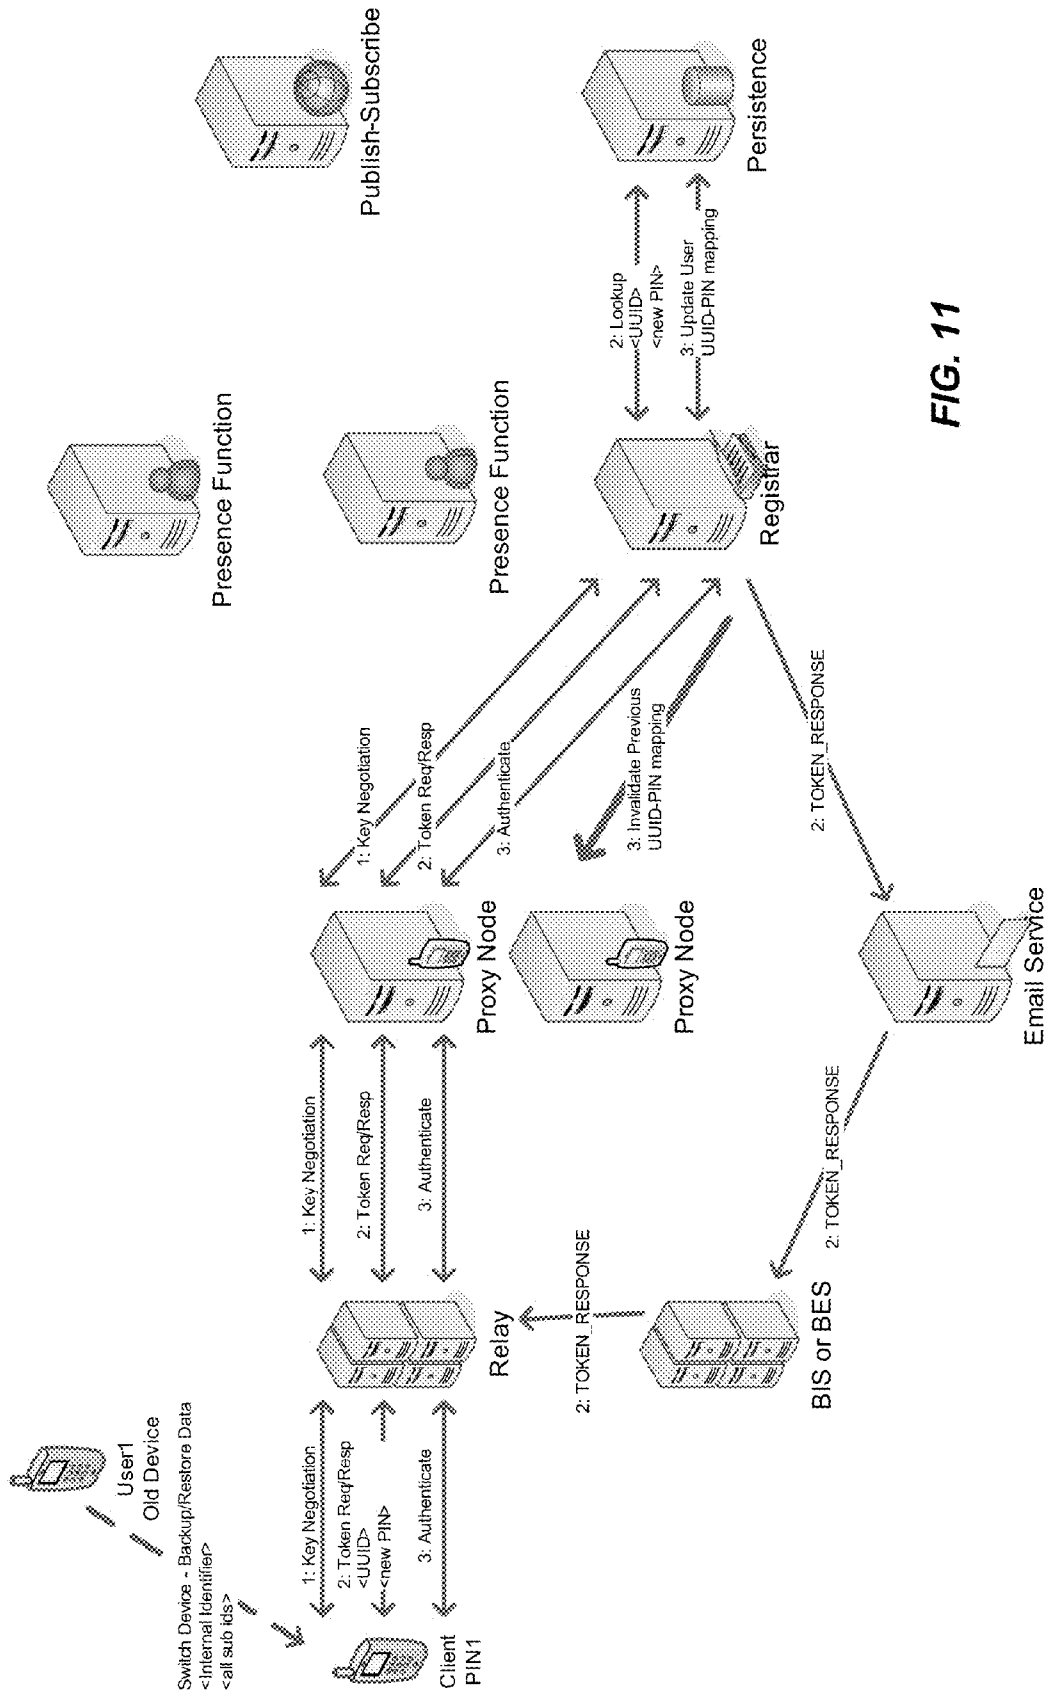 User1
Old Device
Switch Device - Backup/Restore Data
<Internal Identifier>
<all sub ids>
Client
PIN1
1: Key Negotiation
2: Token Req/Resp
<UUID>
<new PIN>
3: Authenticate
Relay
1: Key Negotiation
2: Token Req/Resp
3: Authenticate
Proxy Node
Proxy Node
1: Key Negotiation
2: Token Req/Resp
3: Authenticate
3: Invalidate Previous
UUID-PIN mapping
Presence Function
Presence Function
Registrar
2: Lookup
<UUID>
<new PIN>
3: Update User
UUID-PIN mapping
Publish-Subscribe
Persistence
2: TOKEN_RESPONSE
Email Service
2: TOKEN_RESPONSE
BIS or BES
2: TOKEN_RESPONSE
FIG. 11